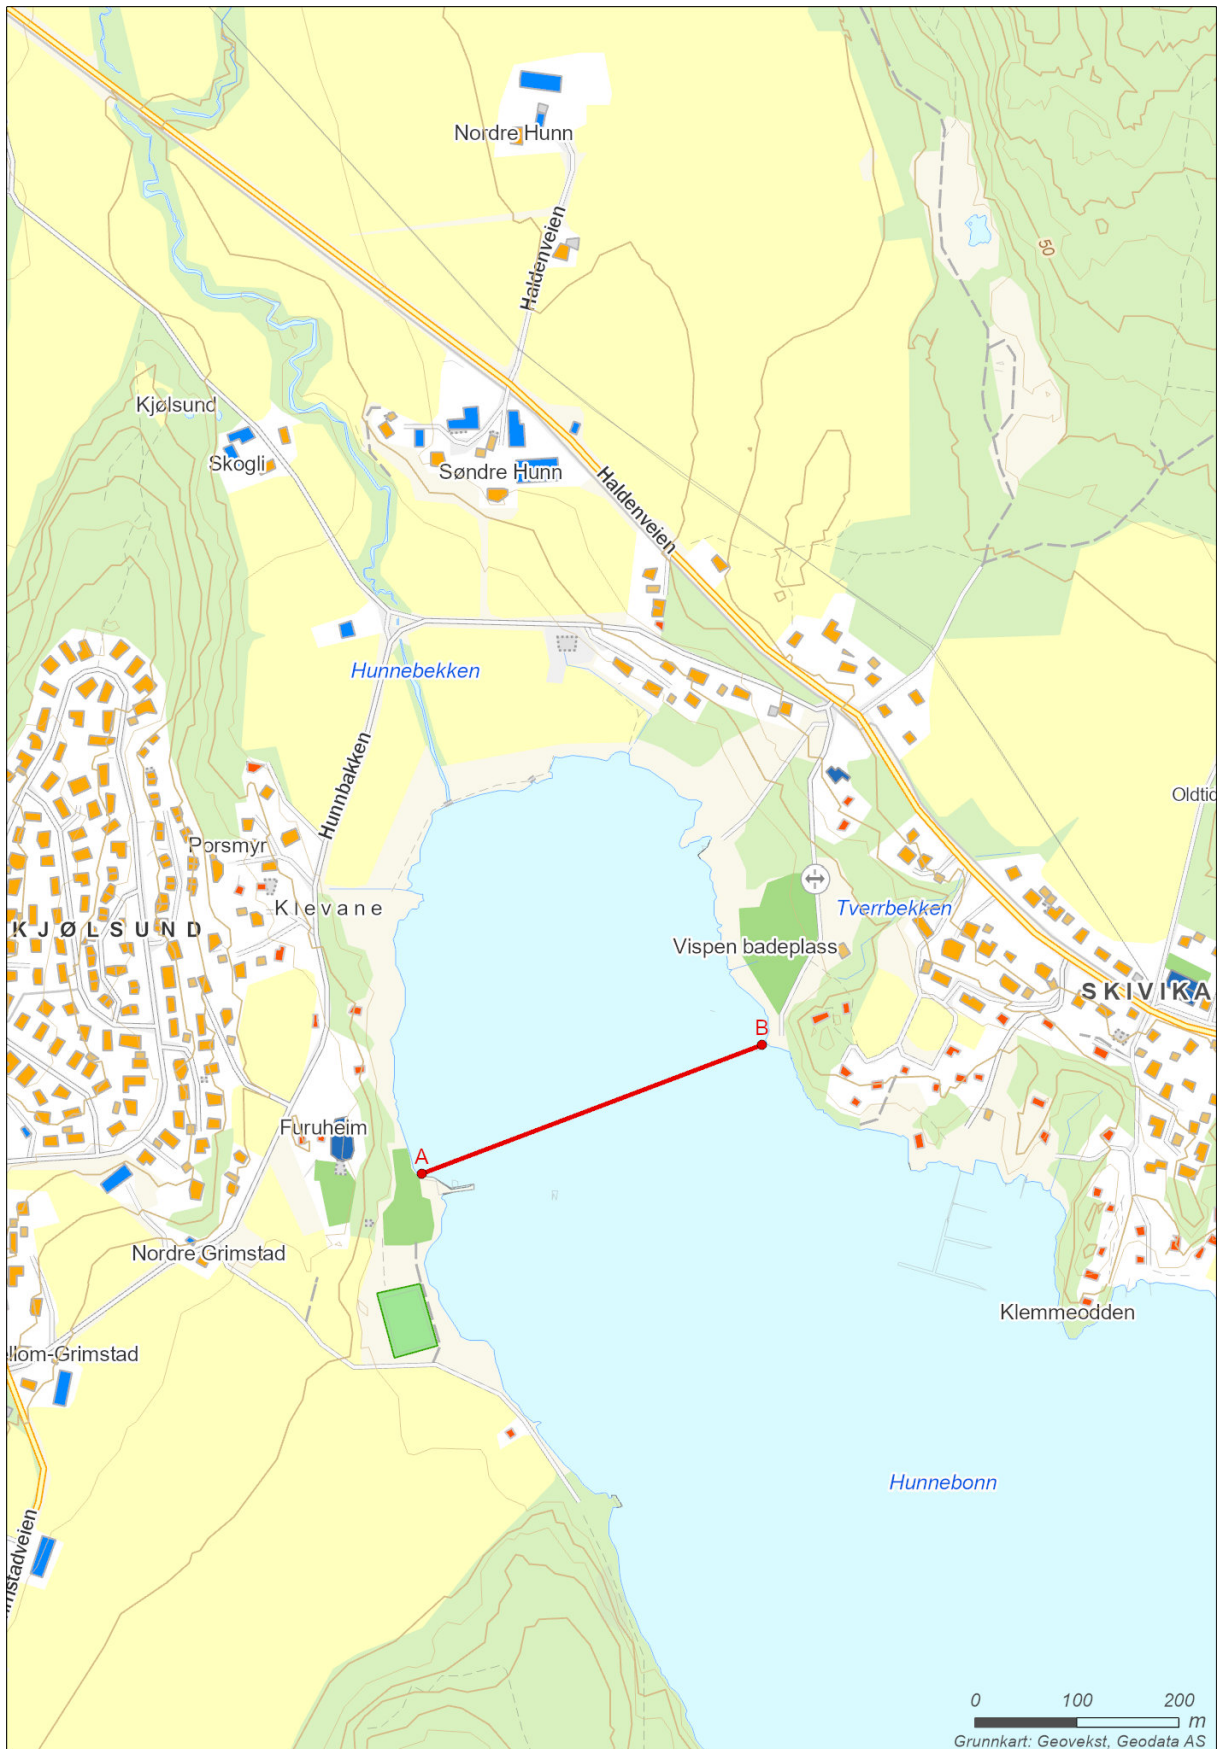 Nordre Hunn
Haldenveien
50
Kjølsund
Skogli
Søndre Hunn
Haldenveien
Hunnebekken
Hunnbakken
Oldtid
Porsmyr
Klevane
KJØLSUND
Tverrbekken
Vispen badeplass
SKIVIKA
B
Furuheim
A
Nordre Grimstad
Klemmeodden
ellom-Grimstad
Hunnebonn
mstadveien
0 100 200
m
Grunnkart: Geovekst, Geodata AS